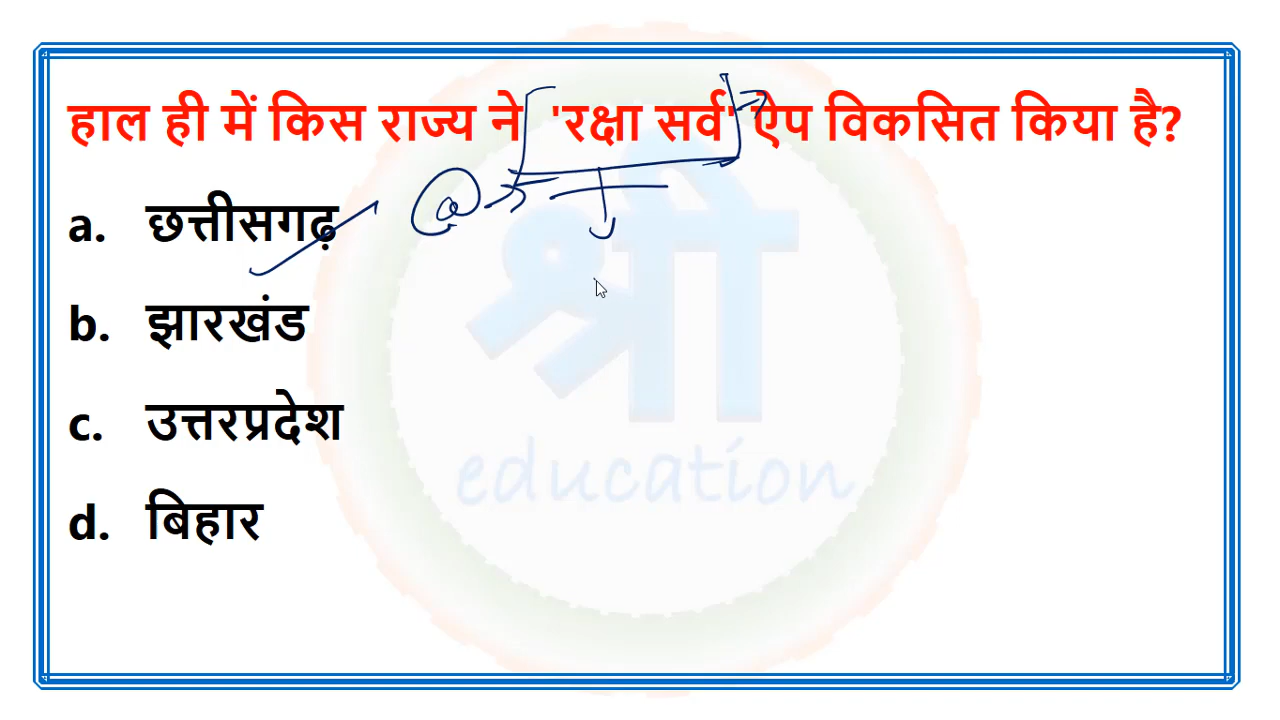 हाल ही में किस राज्य ने 'रक्षा सर्व' ऐप विकसित किया है?
a. छत्तीसगढ़
@
b. झारखंड
c. उत्तरप्रदेश
d. बिहार
श्री
education